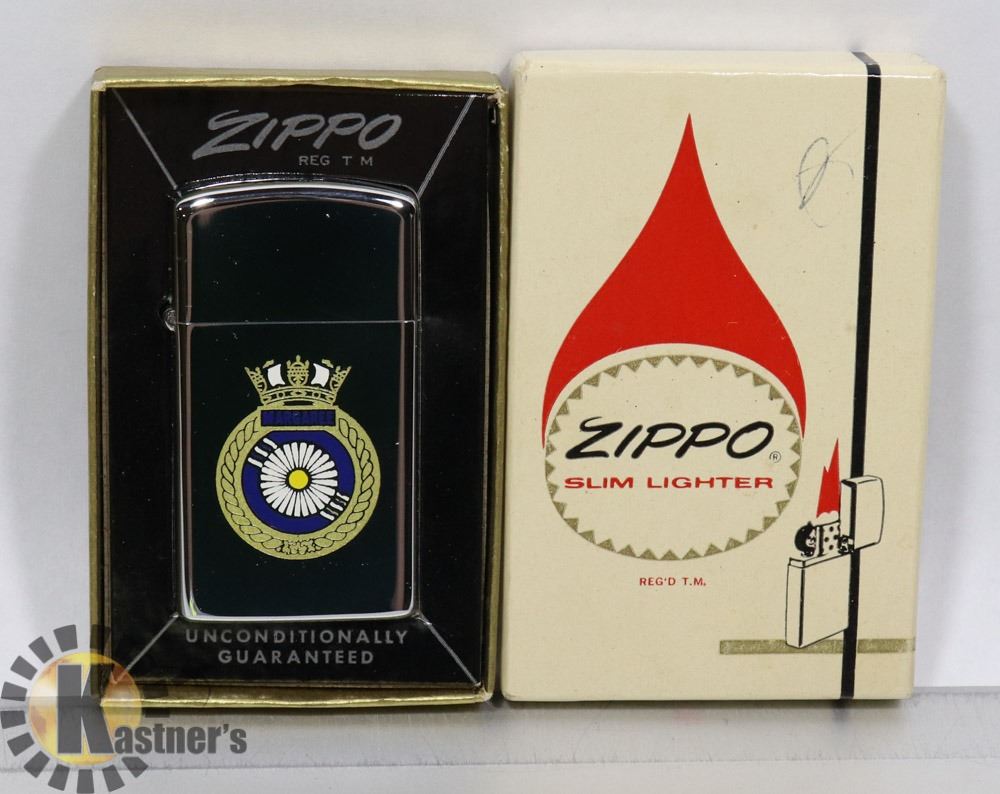 ZIPPO
REG T M
MARGAREE
UNCONDITIONALLY
GUARANTEED
ZIPPO ®
SLIM LIGHTER
REG'D T.M.
Kastner's